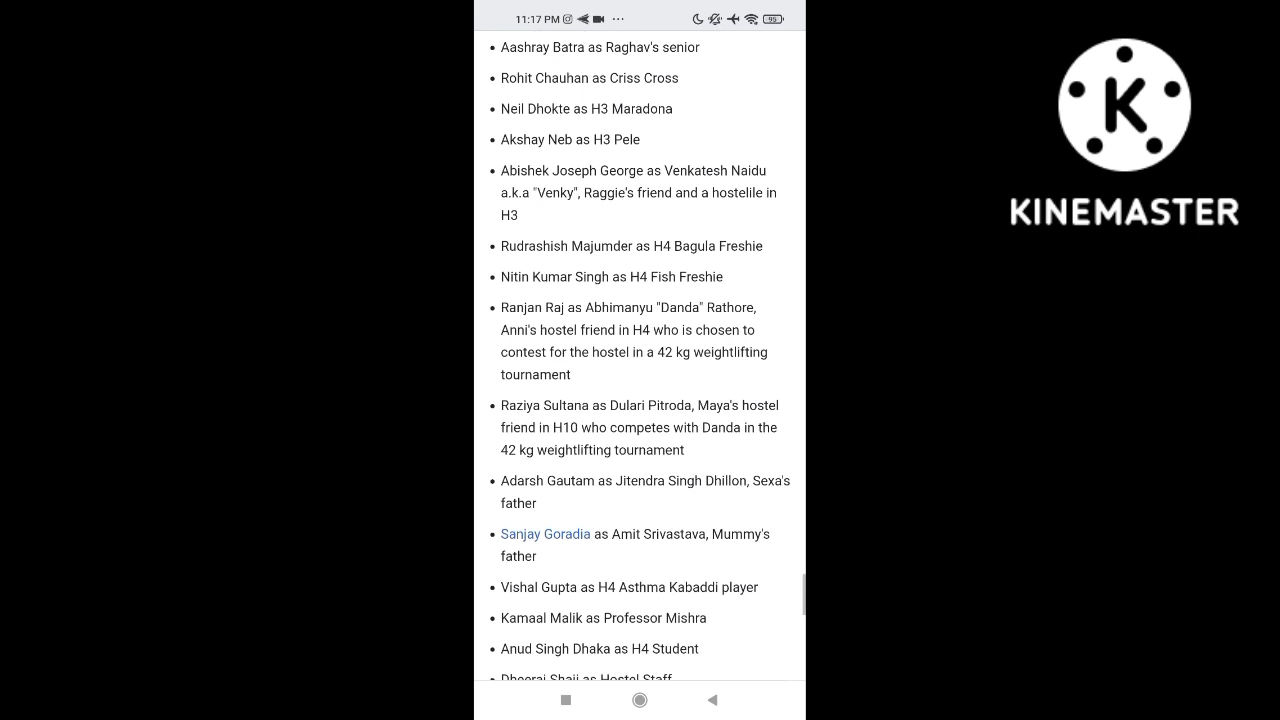 11:17 PM
95
Aashray Batra as Raghav's senior
Rohit Chauhan as Criss Cross
Neil Dhokte as H3 Maradona
Akshay Neb as H3 Pele
Abishek Joseph George as Venkatesh Naidu
a.k.a "Venky", Raggie's friend and a hostelile in
H3
Rudrashish Majumder as H4 Bagula Freshie
Nitin Kumar Singh as H4 Fish Freshie
Ranjan Raj as Abhimanyu "Danda" Rathore,
Anni's hostel friend in H4 who is chosen to
contest for the hostel in a 42 kg weightlifting
tournament
Raziya Sultana as Dulari Pitroda, Maya's hostel
friend in H10 who competes with Danda in the
42 kg weightlifting tournament
Adarsh Gautam as Jitendra Singh Dhillon, Sexa's
father
Sanjay Goradia as Amit Srivastava, Mummy's
father
Vishal Gupta as H4 Asthma Kabaddi player
Kamaal Malik as Professor Mishra
Anud Singh Dhaka as H4 Student
Dheeraj Shaji as Hostel Staff
K
KINEMASTER